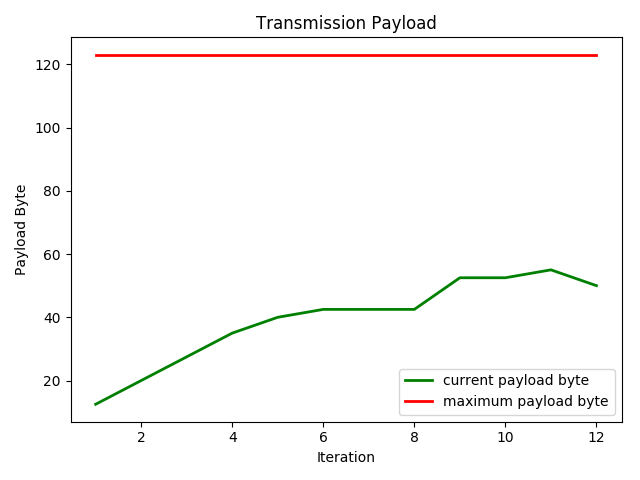 Transmission Payload
120
100
80
60
40
20
Payload Byte
current payload byte
maximum payload byte
2 4 6 8 10 12
Iteration